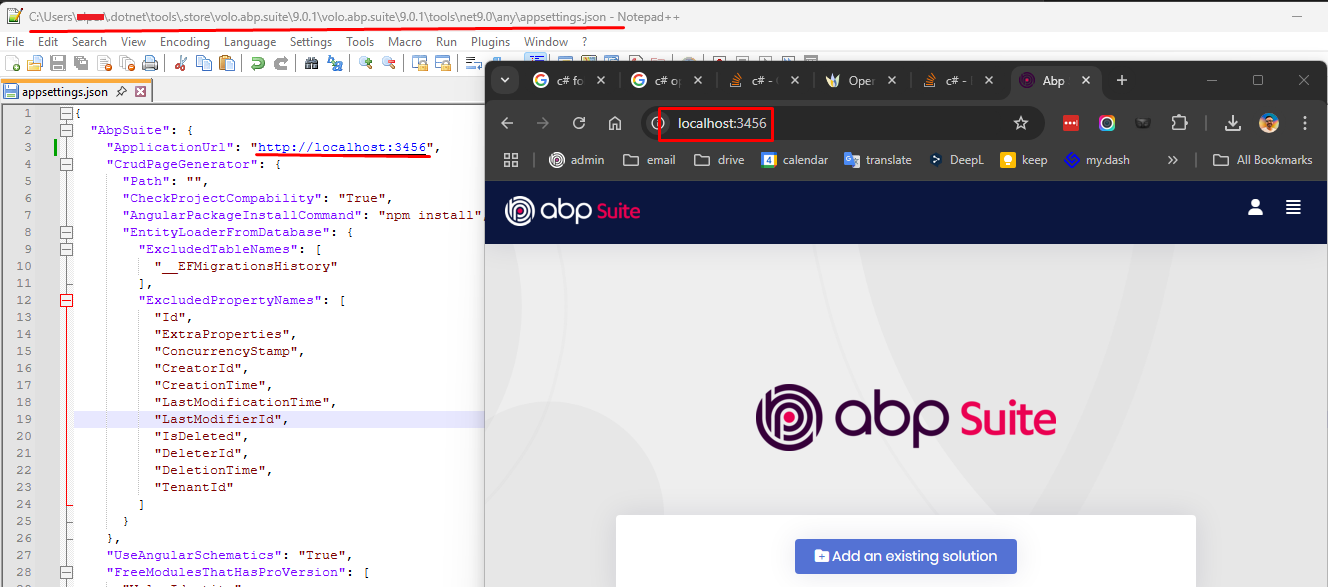 C:\Users\ .dotnet\tools\.store\volo.abp.suite\9.0.1\volo.abp.suite\9.0.1\tools\net9.0\any\appsettings.json - Notepad++
File Edit Search View Encoding Language Settings Tools Macro Run Plugins Window ?
appsettings.json
1 {
2 "AbpSuite": {
3 "ApplicationUrl": "http://localhost:3456",
4 "CrudPageGenerator": {
5 "Path": "",
6 "CheckProjectCompability": "True",
7 "AngularPackageInstallCommand": "npm install",
8 "EntityLoaderFromDatabase": {
9 "ExcludedTableNames": [
10 "__EFMigrationsHistory"
11 ],
12 "ExcludedPropertyNames": [
13 "Id",
14 "ExtraProperties",
15 "ConcurrencyStamp",
16 "CreatorId",
17 "CreationTime",
18 "LastModificationTime",
19 "LastModifierId",
20 "IsDeleted",
21 "DeleterId",
22 "DeletionTime",
23 "TenantId"
24 ]
25 }
26 },
27 "UseAngularSchematics": "True",
28 "FreeModulesThatHasProVersion": [
c# fo c# op c# - Oper c# - Abp
localhost:3456
admin email drive calendar translate DeepL keep my.dash All Bookmarks
abp Suite
abp Suite
Add an existing solution